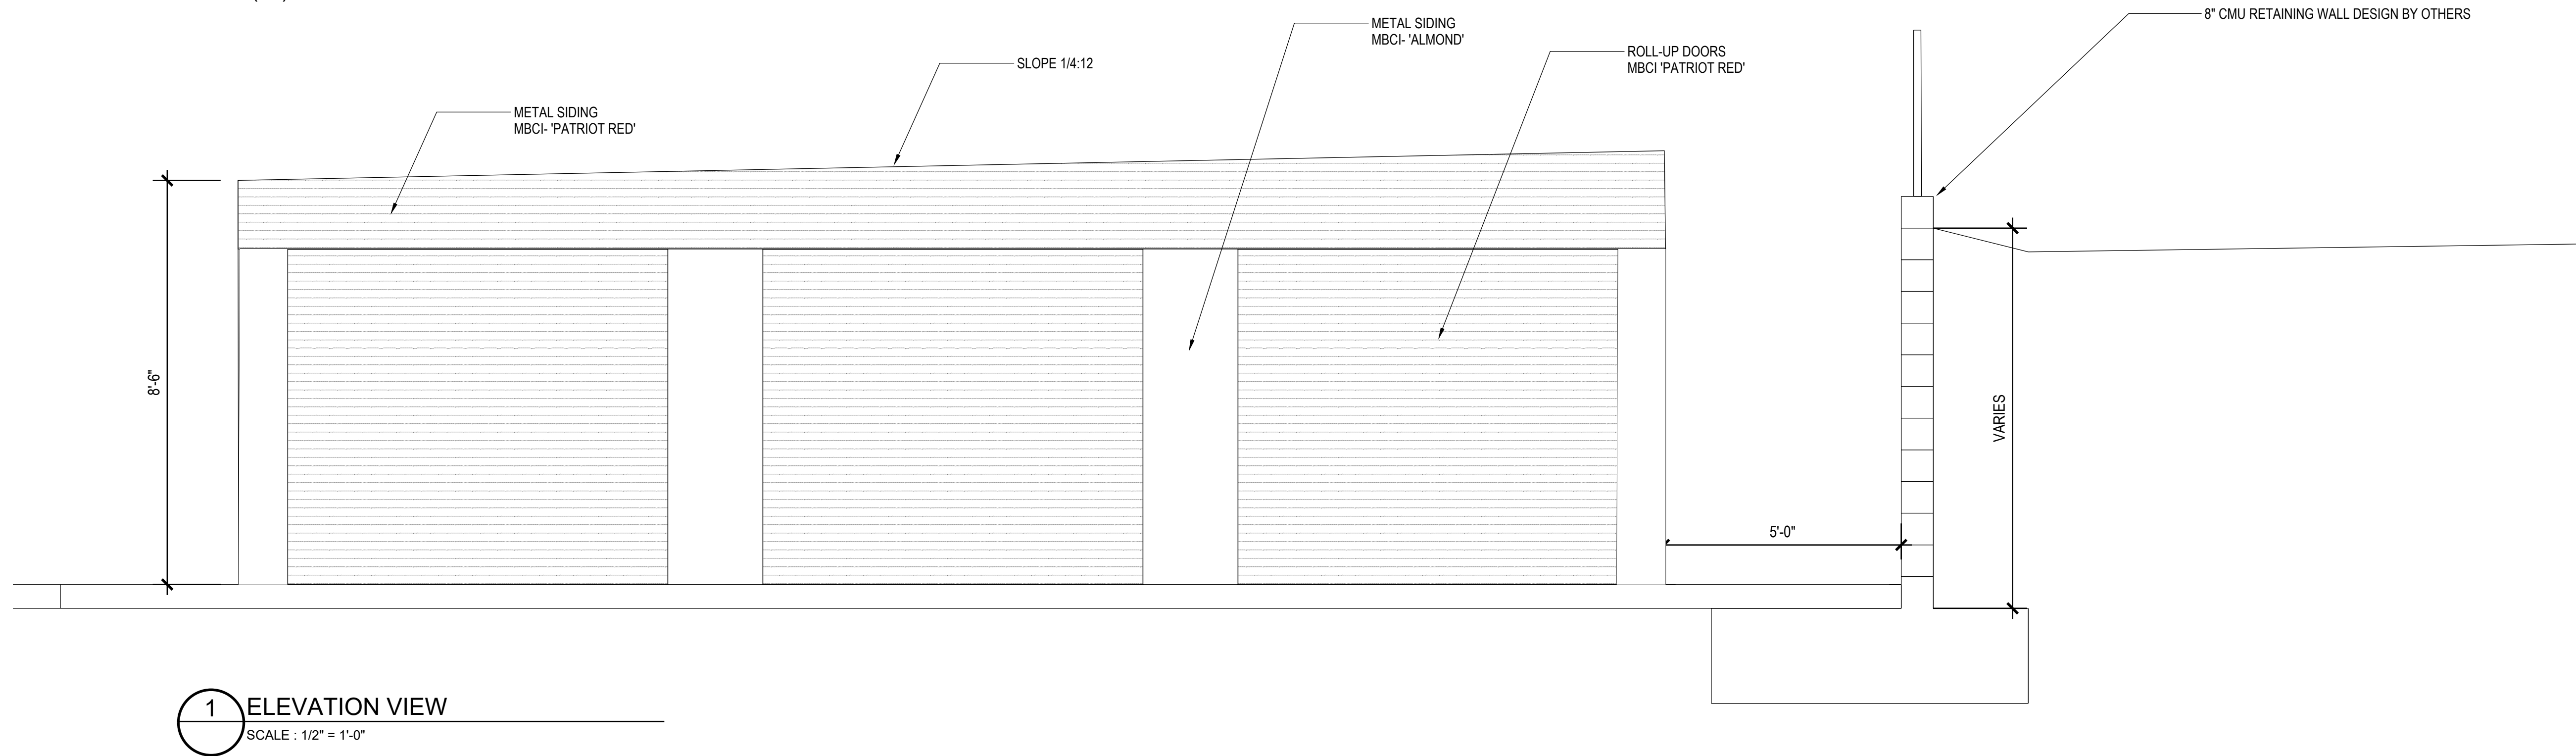 8" CMU RETAINING WALL DESIGN BY OTHERS
METAL SIDING
MBCI- 'ALMOND'
ROLL-UP DOORS
MBCI 'PATRIOT RED'
SLOPE 1/4:12
METAL SIDING
MBCI- 'PATRIOT RED'
8'-6"
VARIES
5'-0"
1
ELEVATION VIEW
SCALE : 1/2" = 1'-0"